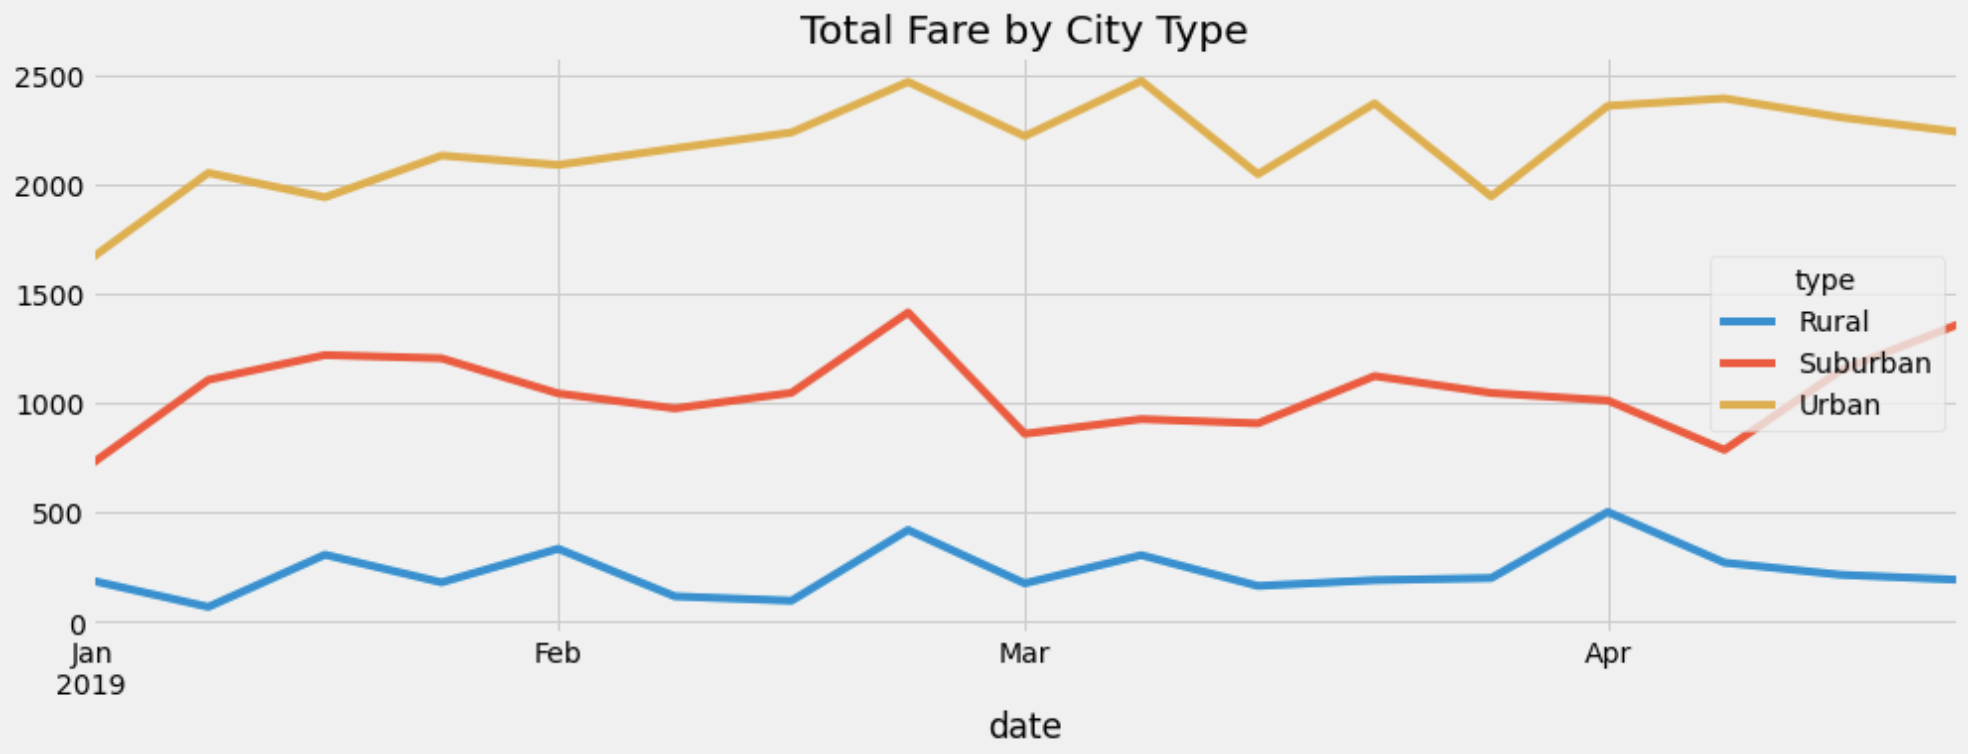 Total Fare by City Type
2500
2000
1500
1000
500
0
type
Rural
Suburban
Urban
Jan Feb Mar Apr
2019
date